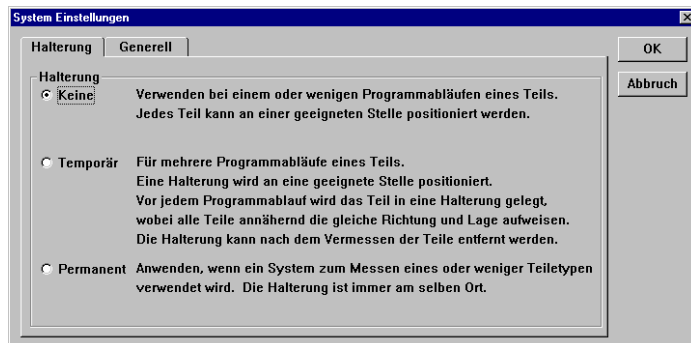 System Einstellungen
Halterung
Generell
OK
Abbruch
Halterung
Keine
Verwenden bei einem oder wenigen Programmabläufen eines Teils.
Jedes Teil kann an einer geeigneten Stelle positioniert werden.
Temporär
Für mehrere Programmabläufe eines Teils.
Eine Halterung wird an eine geeignete Stelle positioniert.
Vor jedem Programmablauf wird das Teil in eine Halterung gelegt,
wobei alle Teile annähernd die gleiche Richtung und Lage aufweisen.
Die Halterung kann nach dem Vermessen der Teile entfernt werden.
Permanent
Anwenden, wenn ein System zum Messen eines oder weniger Teiletypen
verwendet wird. Die Halterung ist immer am selben Ort.